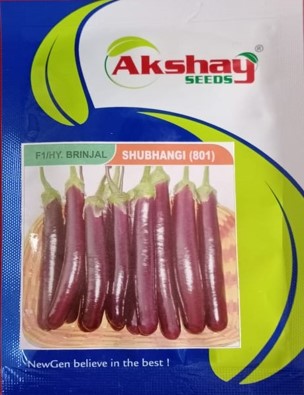 Akshay®
SEEDS
F1/HY. BRINJAL SHUBHANGI (801)
NewGen believe in the best !